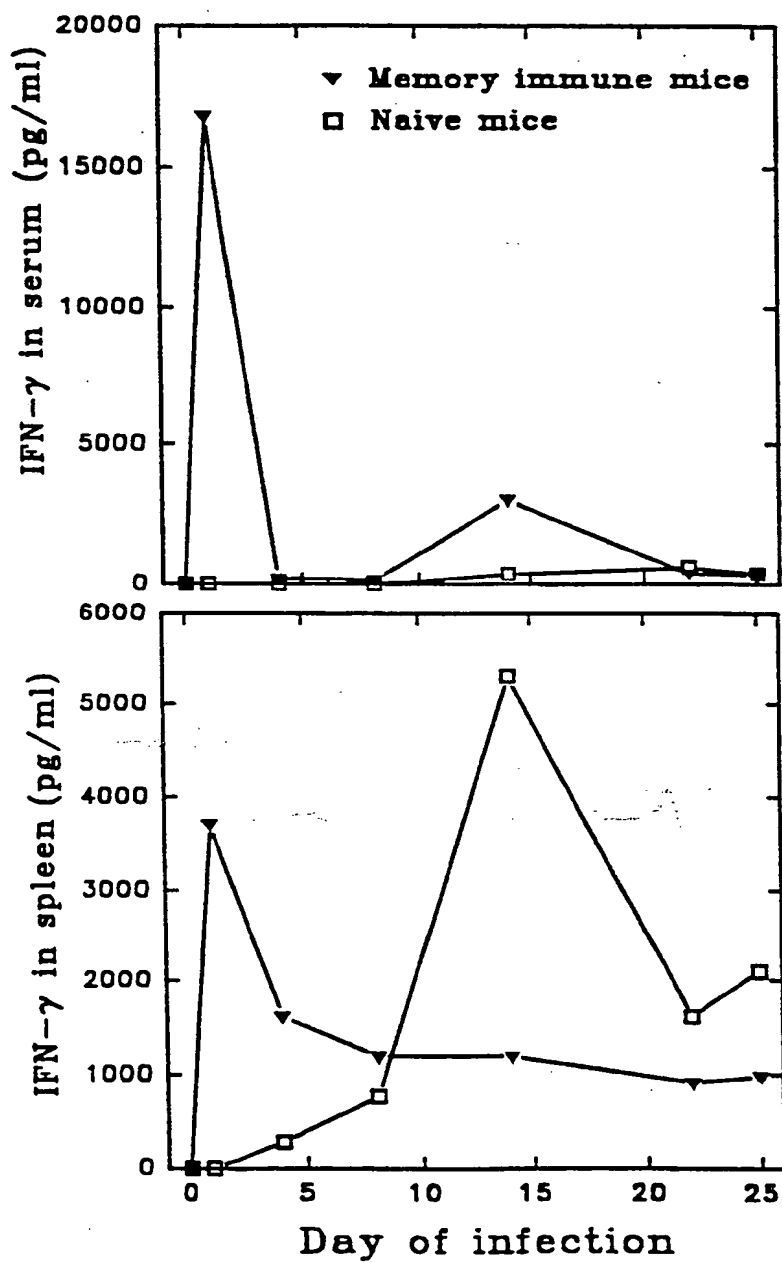 20000
▼ Memory immune mice
□ Naive mice
15000
10000
5000
0
IFN-γ in serum (pg/ml)
6000
5000
4000
3000
2000
1000
0
IFN-γ in spleen (pg/ml)
0 5 10 15 20 25
Day of infection